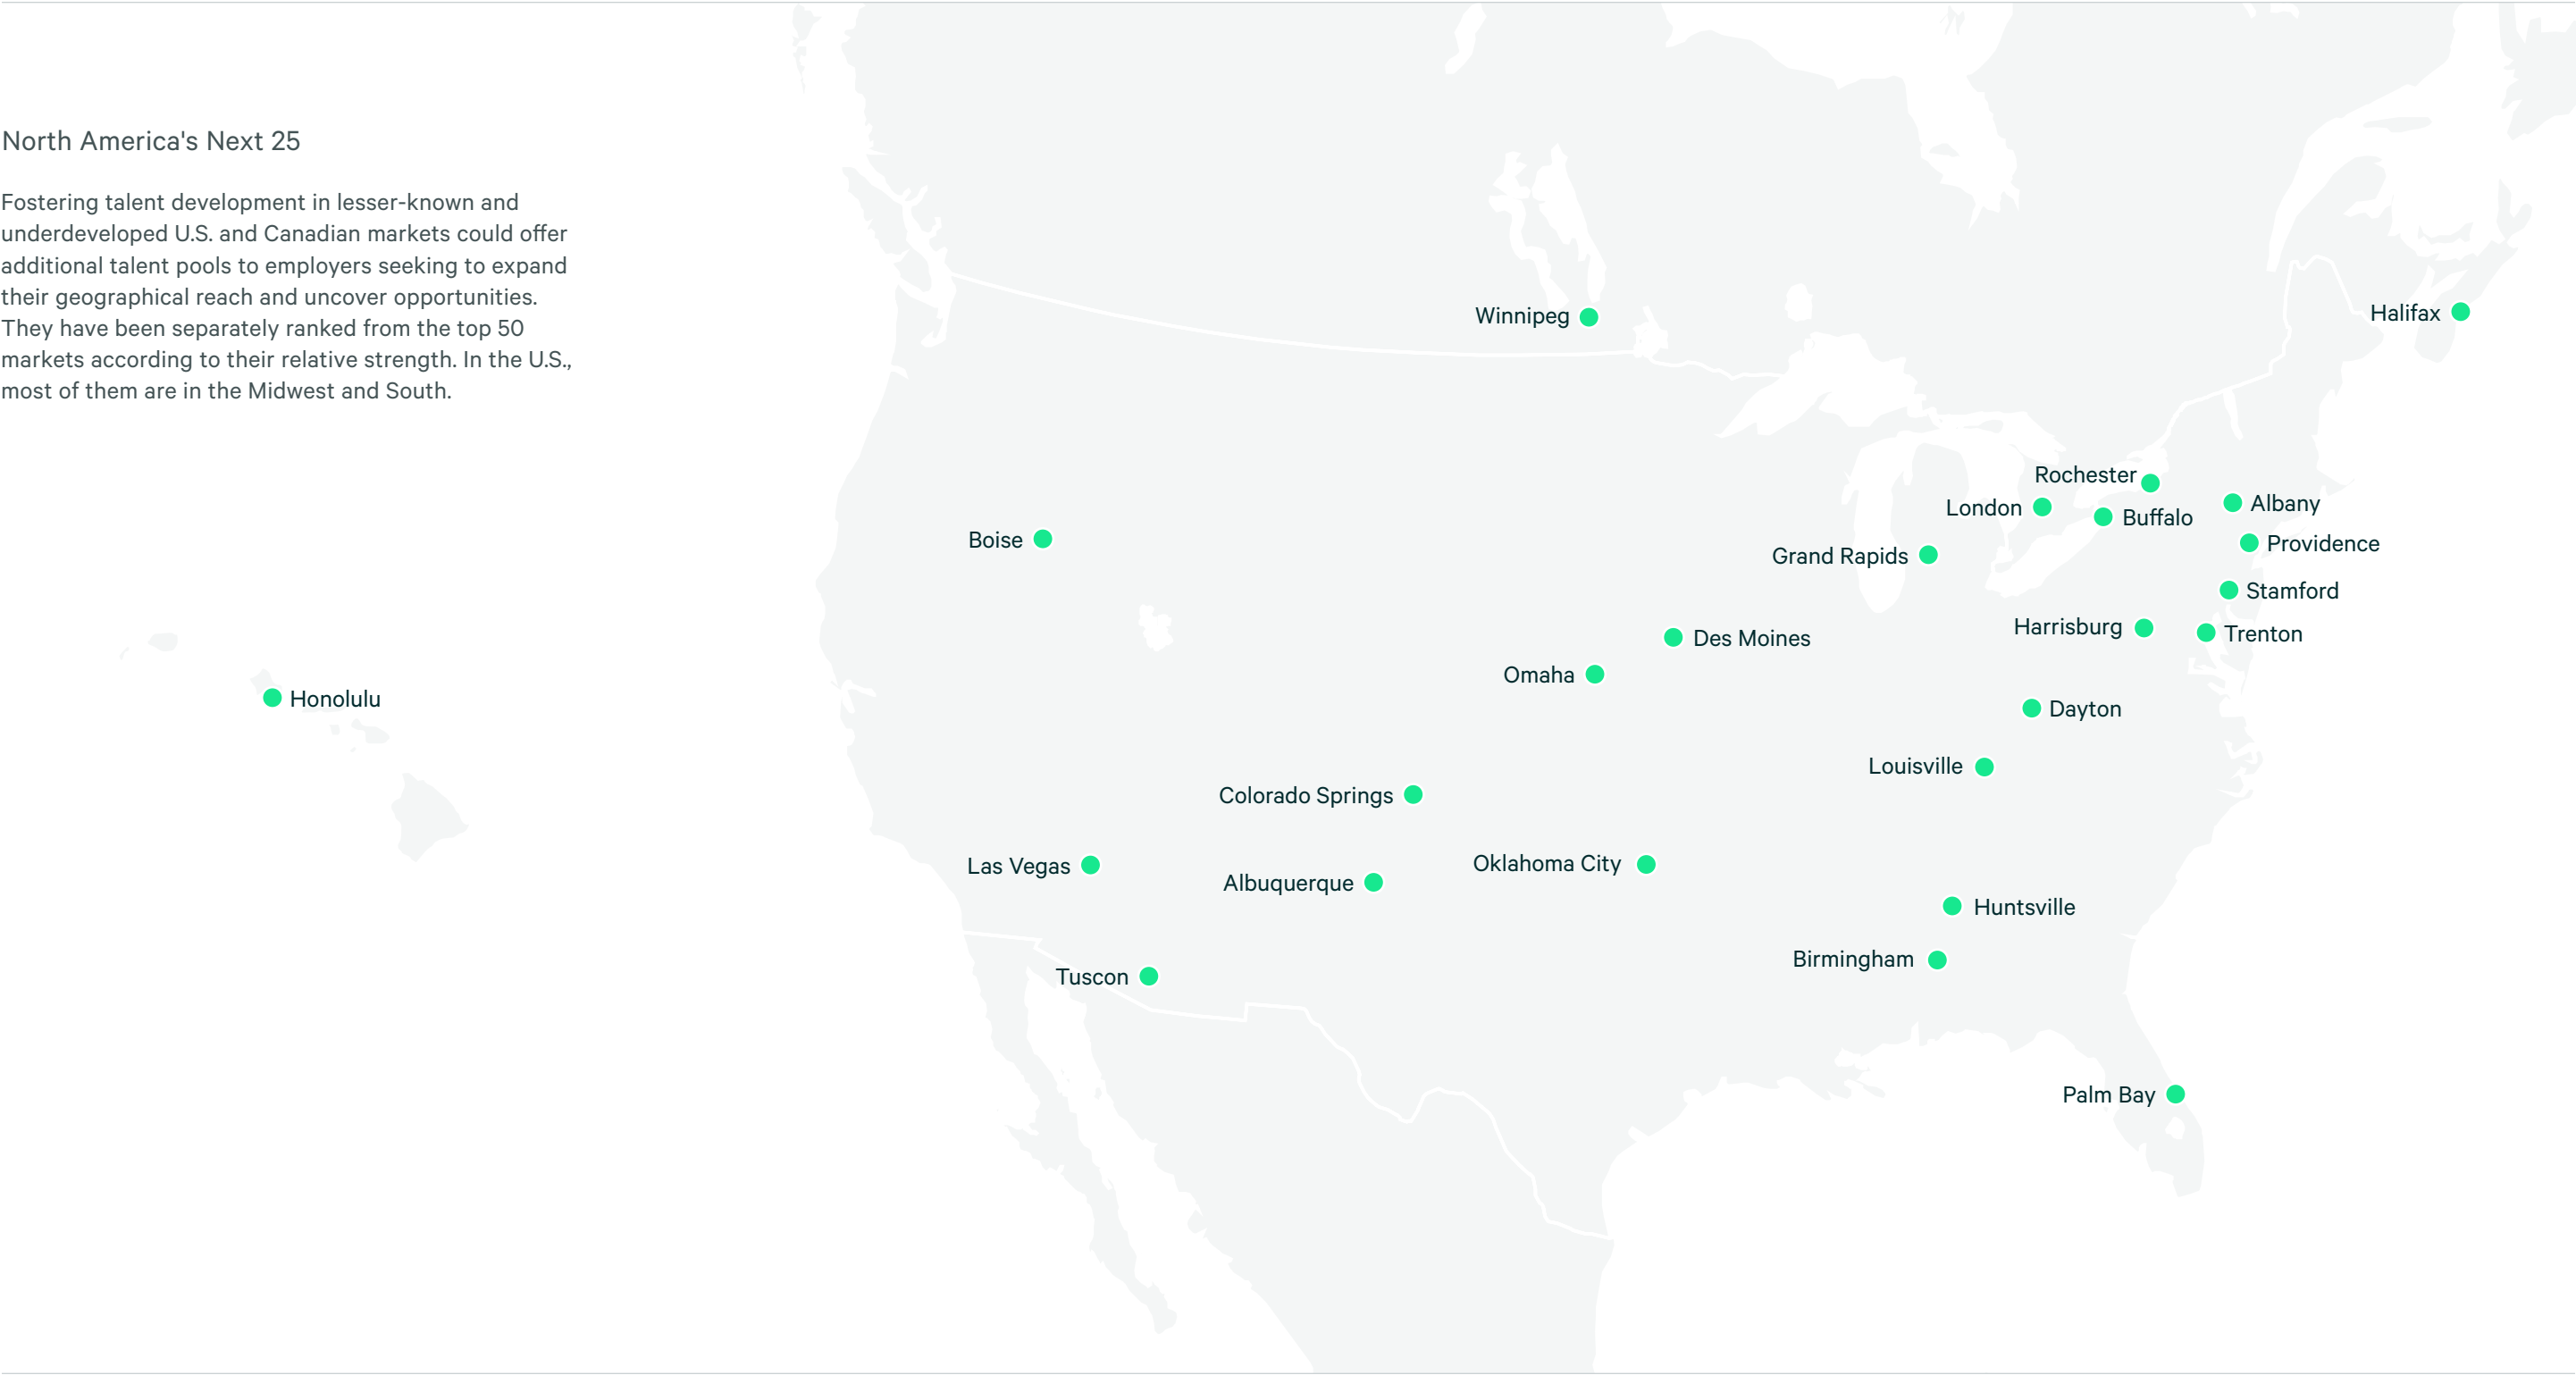 North America's Next 25
Fostering talent development in lesser-known and
underdeveloped U.S. and Canadian markets could offer
additional talent pools to employers seeking to expand
their geographical reach and uncover opportunities.
They have been separately ranked from the top 50
markets according to their relative strength. In the U.S.,
most of them are in the Midwest and South.
Winnipeg
Halifax
Rochester
London
Albany
Buffalo
Boise
Grand Rapids
Providence
Stamford
Des Moines
Harrisburg
Trenton
Omaha
Honolulu
Dayton
Louisville
Colorado Springs
Las Vegas
Oklahoma City
Albuquerque
Huntsville
Birmingham
Tuscon
Palm Bay